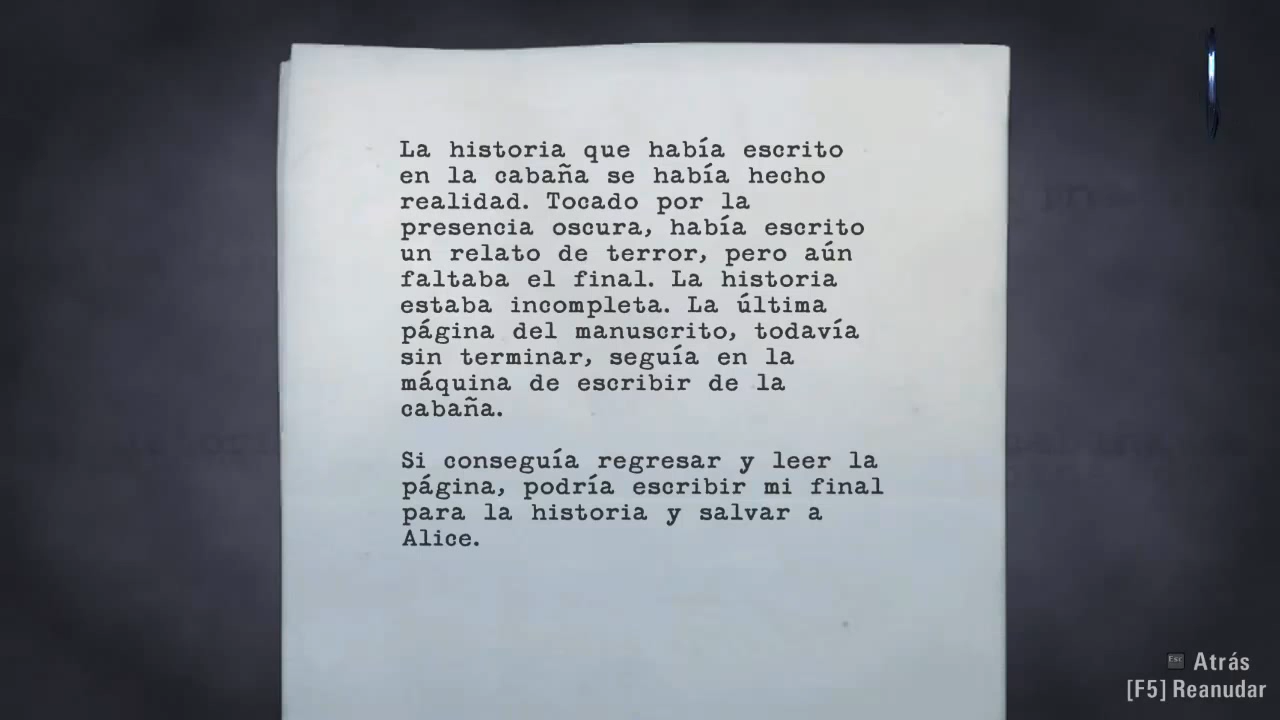 La historia que había escrito
en la cabaña se había hecho
realidad. Tocado por la
presencia oscura, había escrito
un relato de terror, pero aún
faltaba el final. La historia
estaba incompleta. La última
página del manuscrito, todavía
sin terminar, seguía en la
máquina de escribir de la
cabaña.
Si conseguía regresar y leer la
página, podría escribir mi final
para la historia y salvar a
Alice.
Esc Atrás
[F5] Reanudar